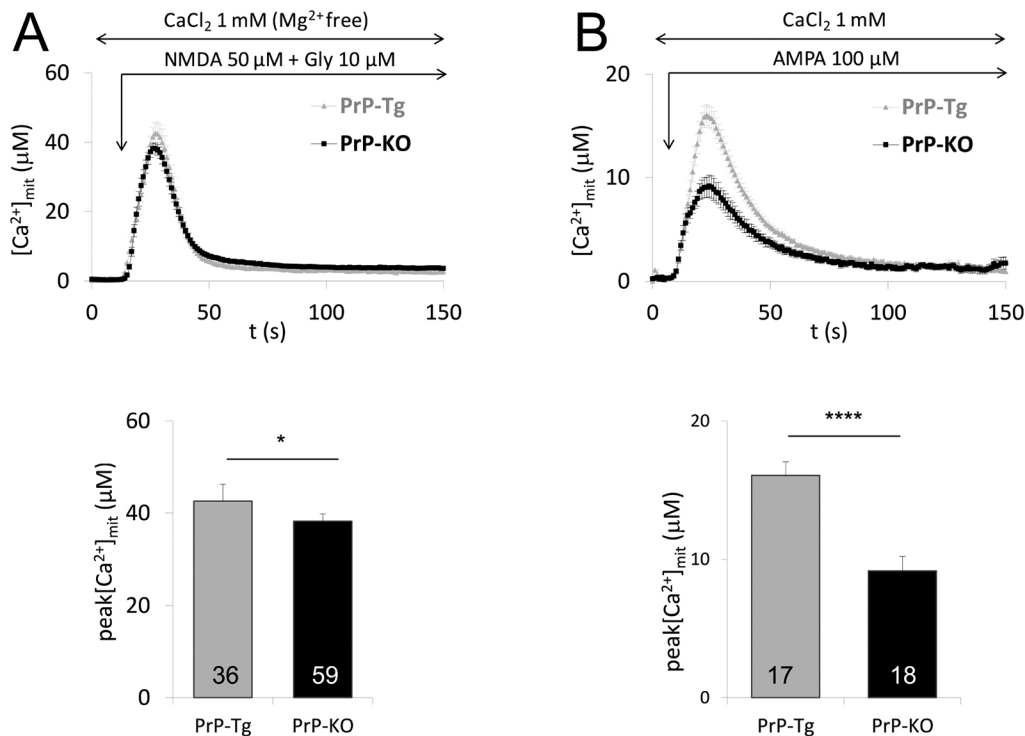 A
CaCl2 1 mM (Mg2+ free)
NMDA 50 μM + Gly 10 μM
60
40
20
0
[Ca2+]mit (μM)
PrP-Tg
PrP-KO
0
50
100
150
t (s)
B
CaCl2 1 mM
AMPA 100 μM
20
10
0
[Ca2+]mit (μM)
PrP-Tg
PrP-KO
0
50
100
150
t (s)
60
40
20
0
peak[Ca2+]mit (μM)
*
36
59
PrP-Tg
PrP-KO
20
10
0
peak[Ca2+]mit (μM)
****
17
18
PrP-Tg
PrP-KO